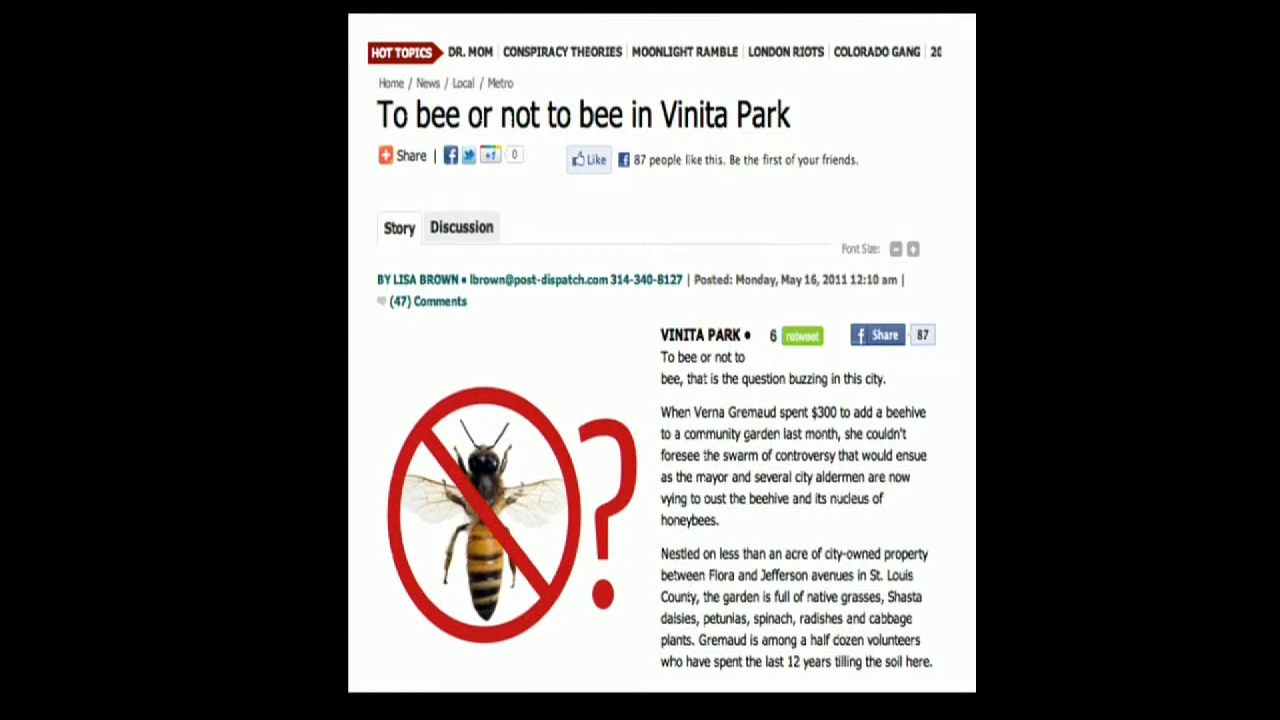 HOT TOPICS DR. MOM CONSPIRACY THEORIES MOONLIGHT RAMBLE LONDON RIOTS COLORADO GANG
Home / News / Local / Metro
To bee or not to bee in Vinita Park
Share | +1 0 Like 87 people like this. Be the first of your friends.
Story Discussion
Font Size:
BY LISA BROWN • lbrown@post-dispatch.com 314-340-8127 | Posted: Monday, May 16, 2011 12:10 am |
(47) Comments
VINITA PARK • 6 retweet Share 87
To bee or not to
bee, that is the question buzzing in this city.
When Verna Gremaud spent $300 to add a beehive
to a community garden last month, she couldn't
foresee the swarm of controversy that would ensue
as the mayor and several city aldermen are now
vying to oust the beehive and its nucleus of
honeybees.
Nestled on less than an acre of city-owned property
between Flora and Jefferson avenues in St. Louis
County, the garden is full of native grasses, Shasta
daisies, petunias, spinach, radishes and cabbage
plants. Gremaud is among a half dozen volunteers
who have spent the last 12 years tilling the soil here.
?